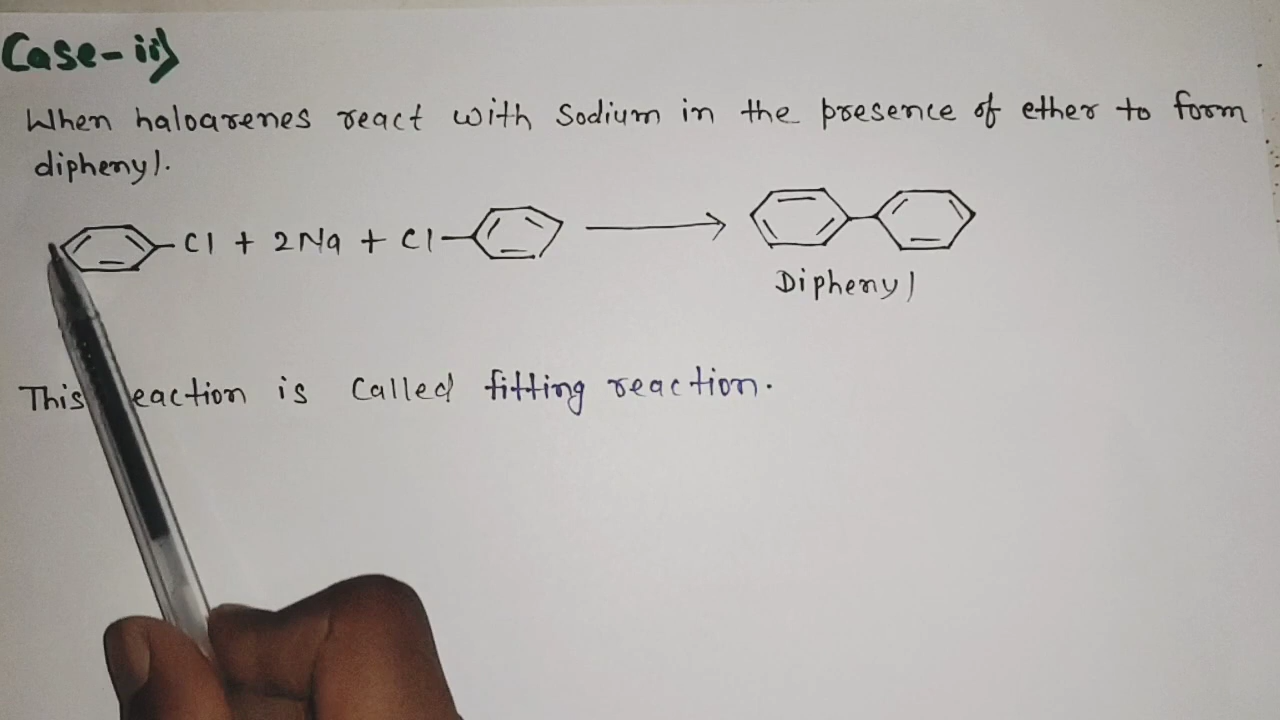 Case-ii)
When haloarenes react with Sodium in the presence of ether to form
diphenyl.
Cl + 2Na + Cl
Diphenyl
This reaction is Called fitting reaction.